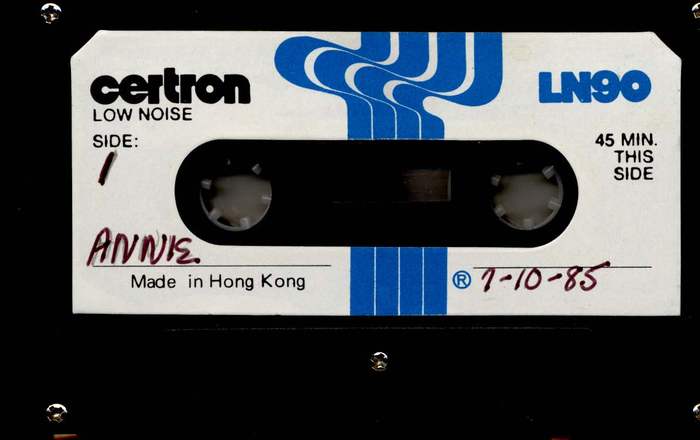 certron
LOW NOISE
LN90
SIDE:
1
45 MIN.
THIS
SIDE
ANNIE
Made in Hong Kong
® 7-10-85